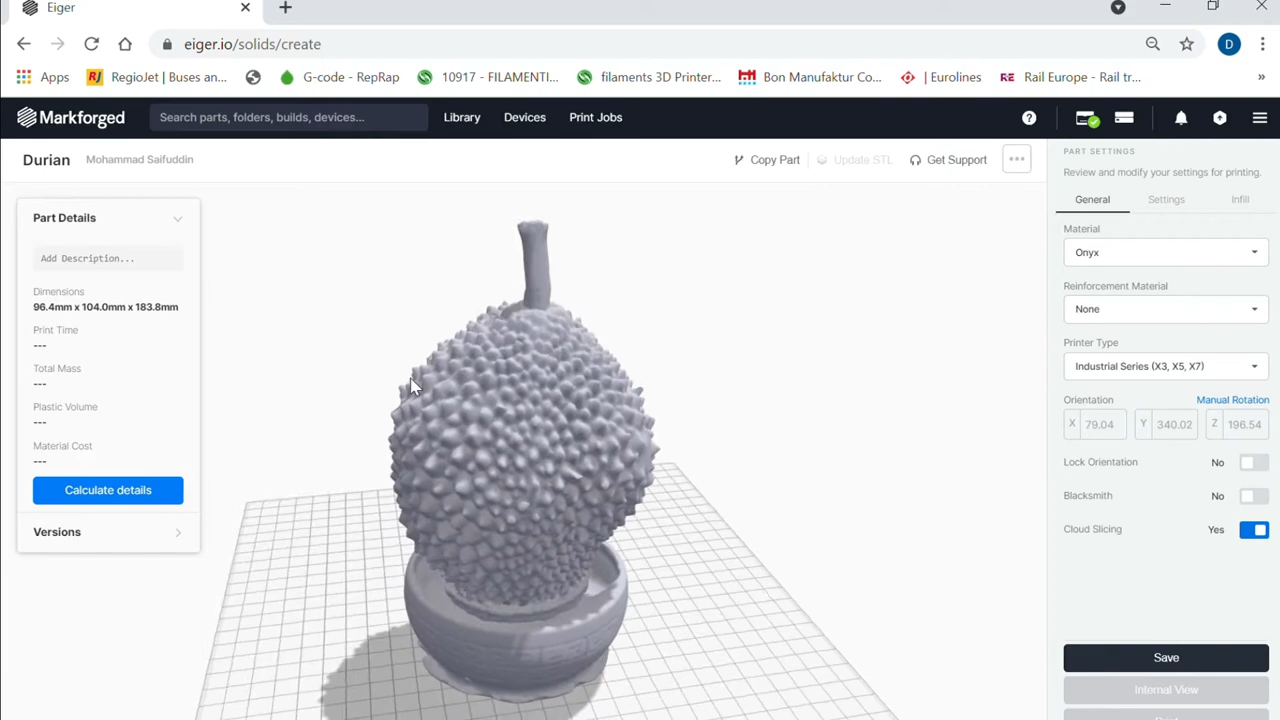 Eiger
eiger.io/solids/create
D
Apps
RegioJet | Buses an...
G-code - RepRap
10917 - FILAMENTI...
filaments 3D Printer...
Bon Manufaktur Co...
| Eurolines
RE Rail Europe - Rail tr...
»
Markforged
Search parts, folders, builds, devices...
Library
Devices
Print Jobs
Durian
Mohammad Saifuddin
Copy Part
Update STL
Get Support
Part Details
Add Description...
Dimensions
96.4mm x 104.0mm x 183.8mm
Print Time
---
Total Mass
---
Plastic Volume
---
Material Cost
---
Calculate details
Versions
PART SETTINGS
Review and modify your settings for printing.
General Settings Infill
Material
Onyx
Reinforcement Material
None
Printer Type
Industrial Series (X3, X5, X7)
Orientation Manual Rotation
X 79.04 Y 340.02 Z 196.54
Lock Orientation No
Blacksmith No
Cloud Slicing Yes
Save
Internal View